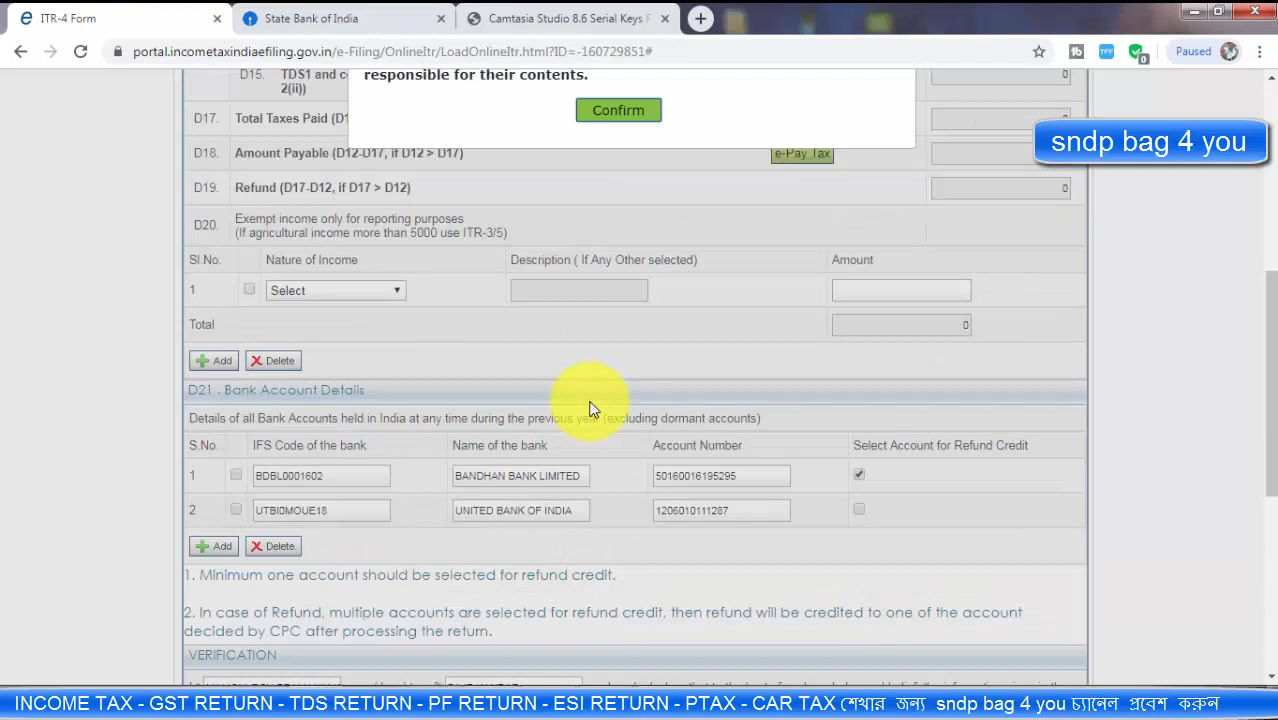 ITR-4 Form
State Bank of India
Camtasia Studio 8.6 Serial Keys F
portal.incometaxindiaefiling.gov.in/e-Filing/OnlineItr/LoadOnlineItr.html?ID=-160729851#
TFF
0
Paused
D15. TDS1 and
2(ii))
0
responsible for their contents.
Confirm
D17. Total Taxes Paid (D1
sndp bag 4 you
D18. Amount Payable (D12-D17, if D12 > D17) e-Pay Tax
D19. Refund (D17-D12, if D17 > D12) 0
D20. Exempt income only for reporting purposes
(If agricultural income more than 5000 use ITR-3/5)
Sl.No. Nature of Income Description ( If Any Other selected) Amount
1 Select
Total 0
Add Delete
D21 . Bank Account Details
Details of all Bank Accounts held in India at any time during the previous year (excluding dormant accounts)
S.No. IFS Code of the bank Name of the bank Account Number Select Account for Refund Credit
1 BDBL0001602 BANDHAN BANK LIMITED 50160016195295
2 UTBI0MOUE18 UNITED BANK OF INDIA 1206010111287
Add Delete
1. Minimum one account should be selected for refund credit.
2. In case of Refund, multiple accounts are selected for refund credit, then refund will be credited to one of the account
decided by CPC after processing the return.
VERIFICATION
INCOME TAX - GST RETURN - TDS RETURN - PF RETURN - ESI RETURN - PTAX - CAR TAX শেখার জন্য sndp bag 4 you চ্যানেল প্রবেশ করুন